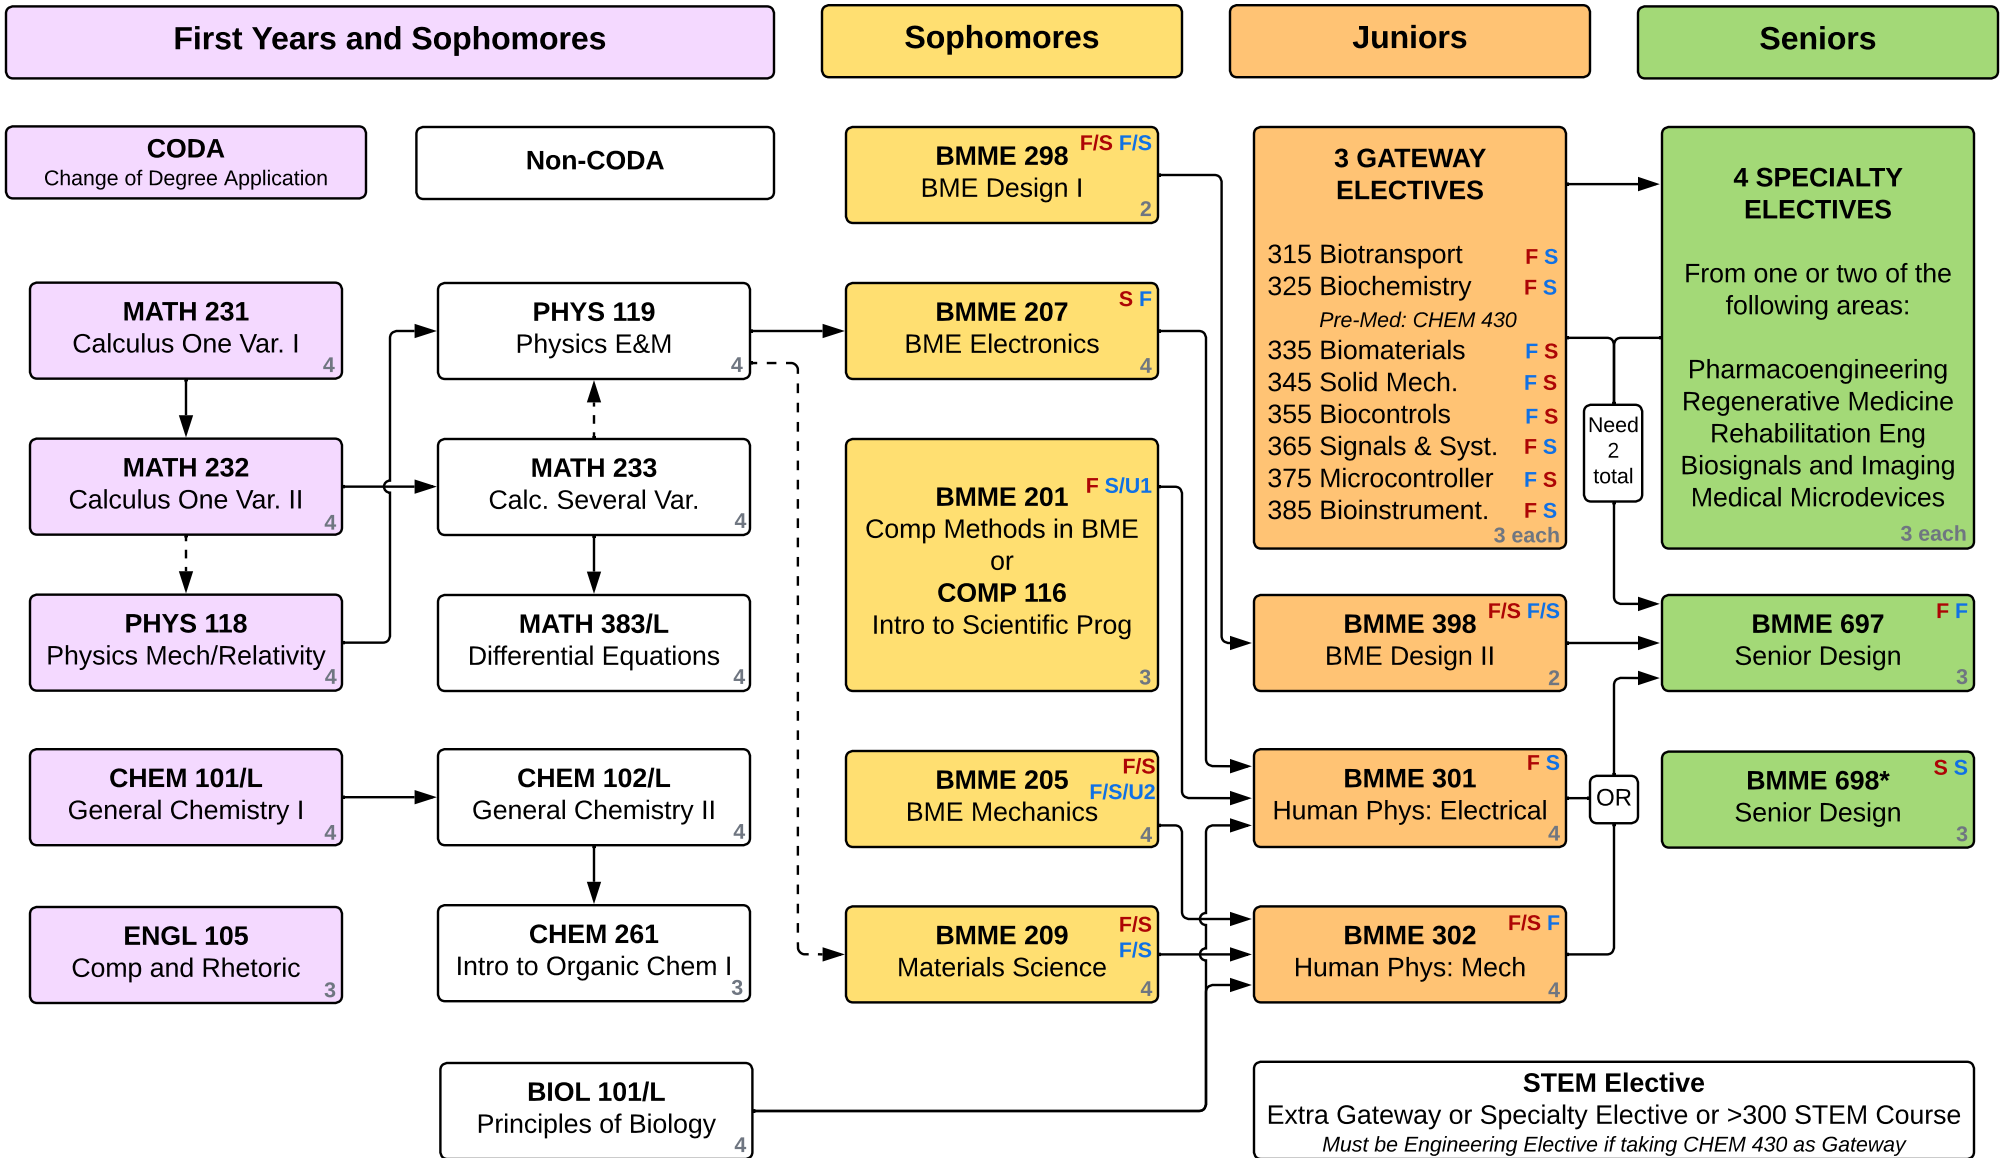 First Years and Sophomores
Sophomores
Juniors
Seniors
CODA
Change of Degree Application
Non-CODA
MATH 231
Calculus One Var. I
4
MATH 232
Calculus One Var. II
4
PHYS 118
Physics Mech/Relativity
4
CHEM 101/L
General Chemistry I
4
ENGL 105
Comp and Rhetoric
3
PHYS 119
Physics E&M
4
MATH 233
Calc. Several Var.
4
MATH 383/L
Differential Equations
4
CHEM 102/L
General Chemistry II
4
CHEM 261
Intro to Organic Chem I
3
BIOL 101/L
Principles of Biology
4
BMME 298 F/S F/S
BME Design I
2
BMME 207 S F
BME Electronics
4
BMME 201 F S/U1
Comp Methods in BME
or
COMP 116
Intro to Scientific Prog
3
BMME 205 F/S
F/S/U2
BME Mechanics
4
BMME 209 F/S
F/S
Materials Science
4
3 GATEWAY
ELECTIVES
315 Biotransport F S
325 Biochemistry F S
Pre-Med: CHEM 430
335 Biomaterials F S
345 Solid Mech. F S
355 Biocontrols F S
365 Signals & Syst. F S
375 Microcontroller F S
385 Bioinstrument. F S
3 each
BMME 398 F/S F/S
BME Design II
2
BMME 301 F S
Human Phys: Electrical
4
BMME 302 F/S F
Human Phys: Mech
4
Need
2
total
OR
4 SPECIALTY
ELECTIVES
From one or two of the
following areas:
Pharmacoengineering
Regenerative Medicine
Rehabilitation Eng
Biosignals and Imaging
Medical Microdevices
3 each
BMME 697 F F
Senior Design
3
BMME 698* S S
Senior Design
3
STEM Elective
Extra Gateway or Specialty Elective or >300 STEM Course
Must be Engineering Elective if taking CHEM 430 as Gateway